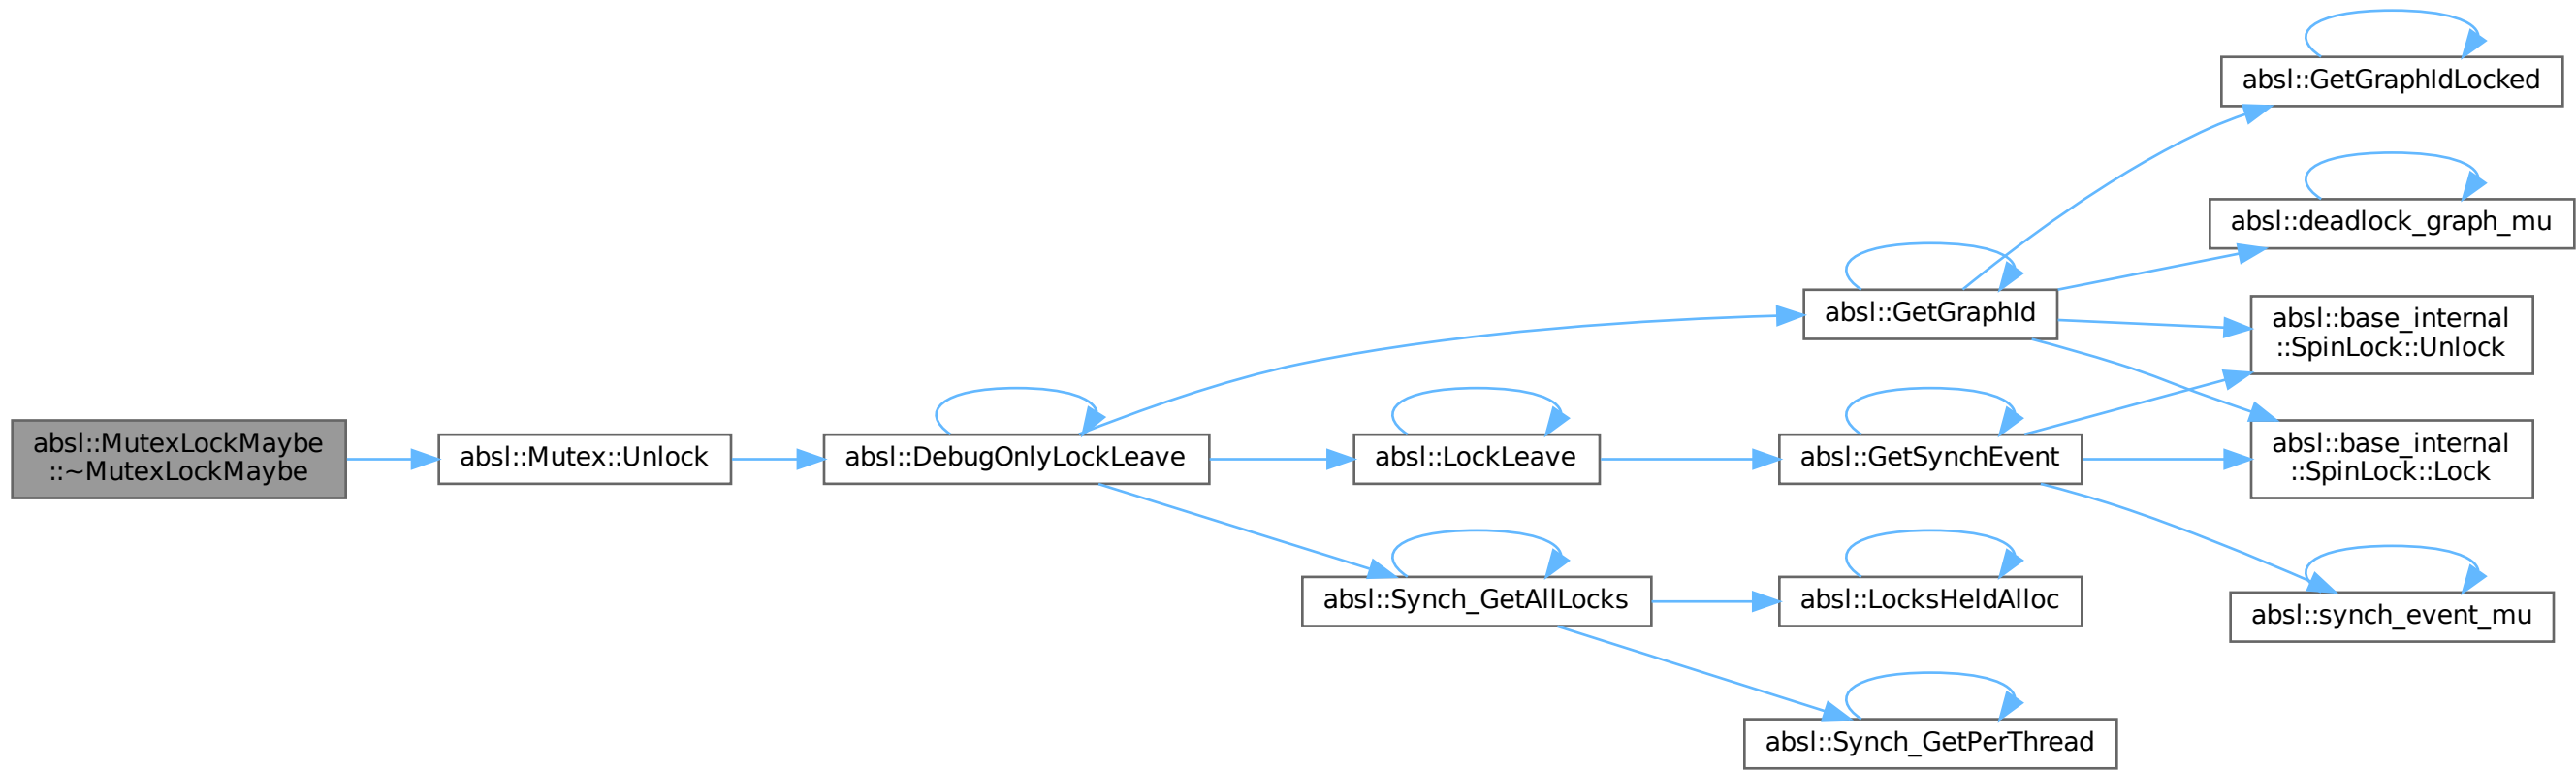 absl::MutexLockMaybe
::~MutexLockMaybe
absl::Mutex::Unlock
absl::DebugOnlyLockLeave
absl::GetGraphId
absl::GetGraphIdLocked
absl::deadlock_graph_mu
absl::base_internal
::SpinLock::Unlock
absl::base_internal
::SpinLock::Lock
absl::LockLeave
absl::GetSynchEvent
absl::synch_event_mu
absl::Synch_GetAllLocks
absl::LocksHeldAlloc
absl::Synch_GetPerThread